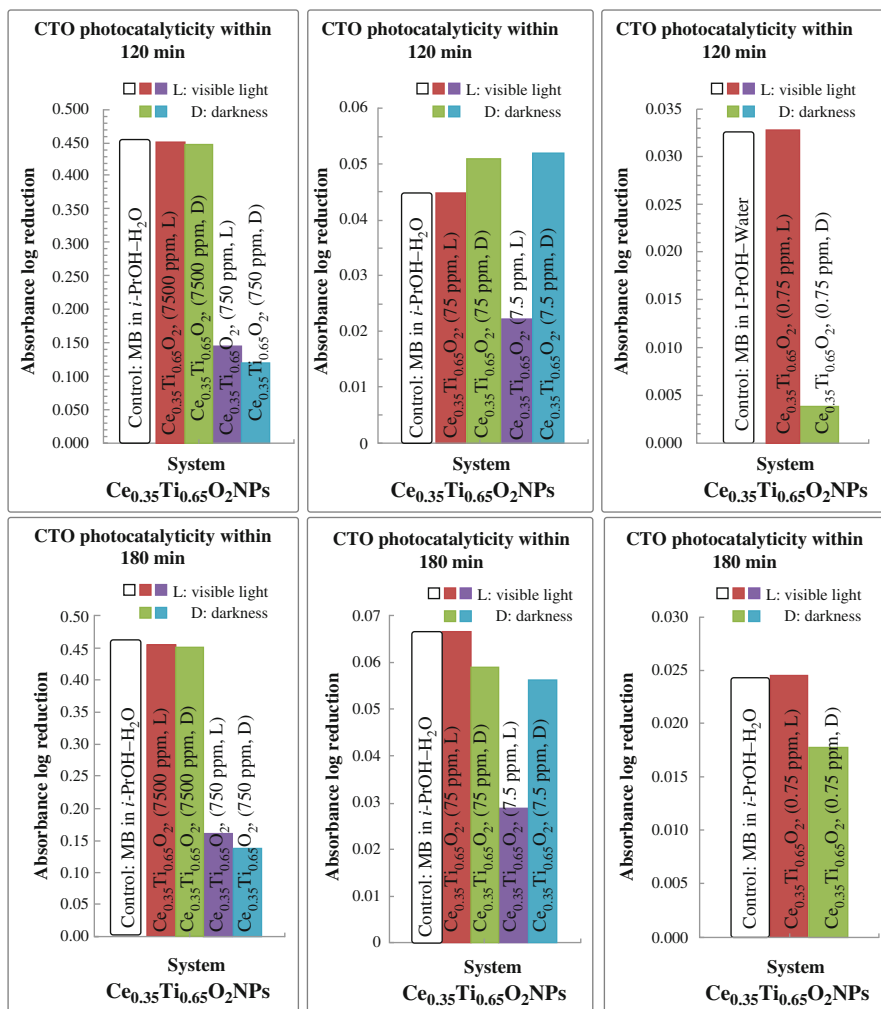 CTO photocatalyticity within
120 min
L: visible light
D: darkness
Absorbance log reduction
0.500
0.450
0.400
0.350
0.300
0.250
0.200
0.150
0.100
0.050
0.000
Control: MB in i-PrOH–H₂O
Ce₀.₃₅Ti₀.₆₅O₂, (7500 ppm, L)
Ce₀.₃₅Ti₀.₆₅O₂, (7500 ppm, D)
Ce₀.₃₅Ti₀.₆₅O₂, (750 ppm, L)
Ce₀.₃₅Ti₀.₆₅O₂, (750 ppm, D)
System
Ce₀.₃₅Ti₀.₆₅O₂NPs
CTO photocatalyticity within
120 min
L: visible light
D: darkness
Absorbance log reduction
0.06
0.05
0.04
0.03
0.02
0.01
0
Control: MB in i-PrOH–H₂O
Ce₀.₃₅Ti₀.₆₅O₂, (75 ppm, L)
Ce₀.₃₅Ti₀.₆₅O₂, (75 ppm, D)
Ce₀.₃₅Ti₀.₆₅O₂, (7.5 ppm, L)
Ce₀.₃₅Ti₀.₆₅O₂, (7.5 ppm, D)
System
Ce₀.₃₅Ti₀.₆₅O₂NPs
CTO photocatalyticity within
120 min
L: visible light
D: darkness
Absorbance log reduction
0.035
0.030
0.025
0.020
0.015
0.010
0.005
0.000
Control: MB in I-PrOH–Water
Ce₀.₃₅Ti₀.₆₅O₂, (0.75 ppm, L)
Ce₀.₃₅Ti₀.₆₅O₂, (0.75 ppm, D)
System
Ce₀.₃₅Ti₀.₆₅O₂NPs
CTO photocatalyticity within
180 min
L: visible light
D: darkness
Absorbance log reduction
0.50
0.45
0.40
0.35
0.30
0.25
0.20
0.15
0.10
0.05
0.00
Control: MB in i-PrOH–H₂O
Ce₀.₃₅Ti₀.₆₅O₂, (7500 ppm, L)
Ce₀.₃₅Ti₀.₆₅O₂, (7500 ppm, D)
Ce₀.₃₅Ti₀.₆₅O₂, (750 ppm, L)
Ce₀.₃₅Ti₀.₆₅O₂, (750 ppm, D)
System
Ce₀.₃₅Ti₀.₆₅O₂NPs
CTO photocatalyticity within
180 min
L: visible light
D: darkness
Absorbance log reduction
0.07
0.06
0.05
0.04
0.03
0.02
0.01
0
Control: MB in i-PrOH–H₂O
Ce₀.₃₅Ti₀.₆₅O₂, (75 ppm, L)
Ce₀.₃₅Ti₀.₆₅O₂, (75 ppm, D)
Ce₀.₃₅Ti₀.₆₅O₂, (7.5 ppm, L)
Ce₀.₃₅Ti₀.₆₅O₂, (7.5 ppm, D)
System
Ce₀.₃₅Ti₀.₆₅O₂NPs
CTO photocatalyticity within
180 min
L: visible light
D: darkness
Absorbance log reduction
0.030
0.025
0.020
0.015
0.010
0.005
0.000
Control: MB in i-PrOH–H₂O
Ce₀.₃₅Ti₀.₆₅O₂, (0.75 ppm, L)
Ce₀.₃₅Ti₀.₆₅O₂, (0.75 ppm, D)
System
Ce₀.₃₅Ti₀.₆₅O₂NPs